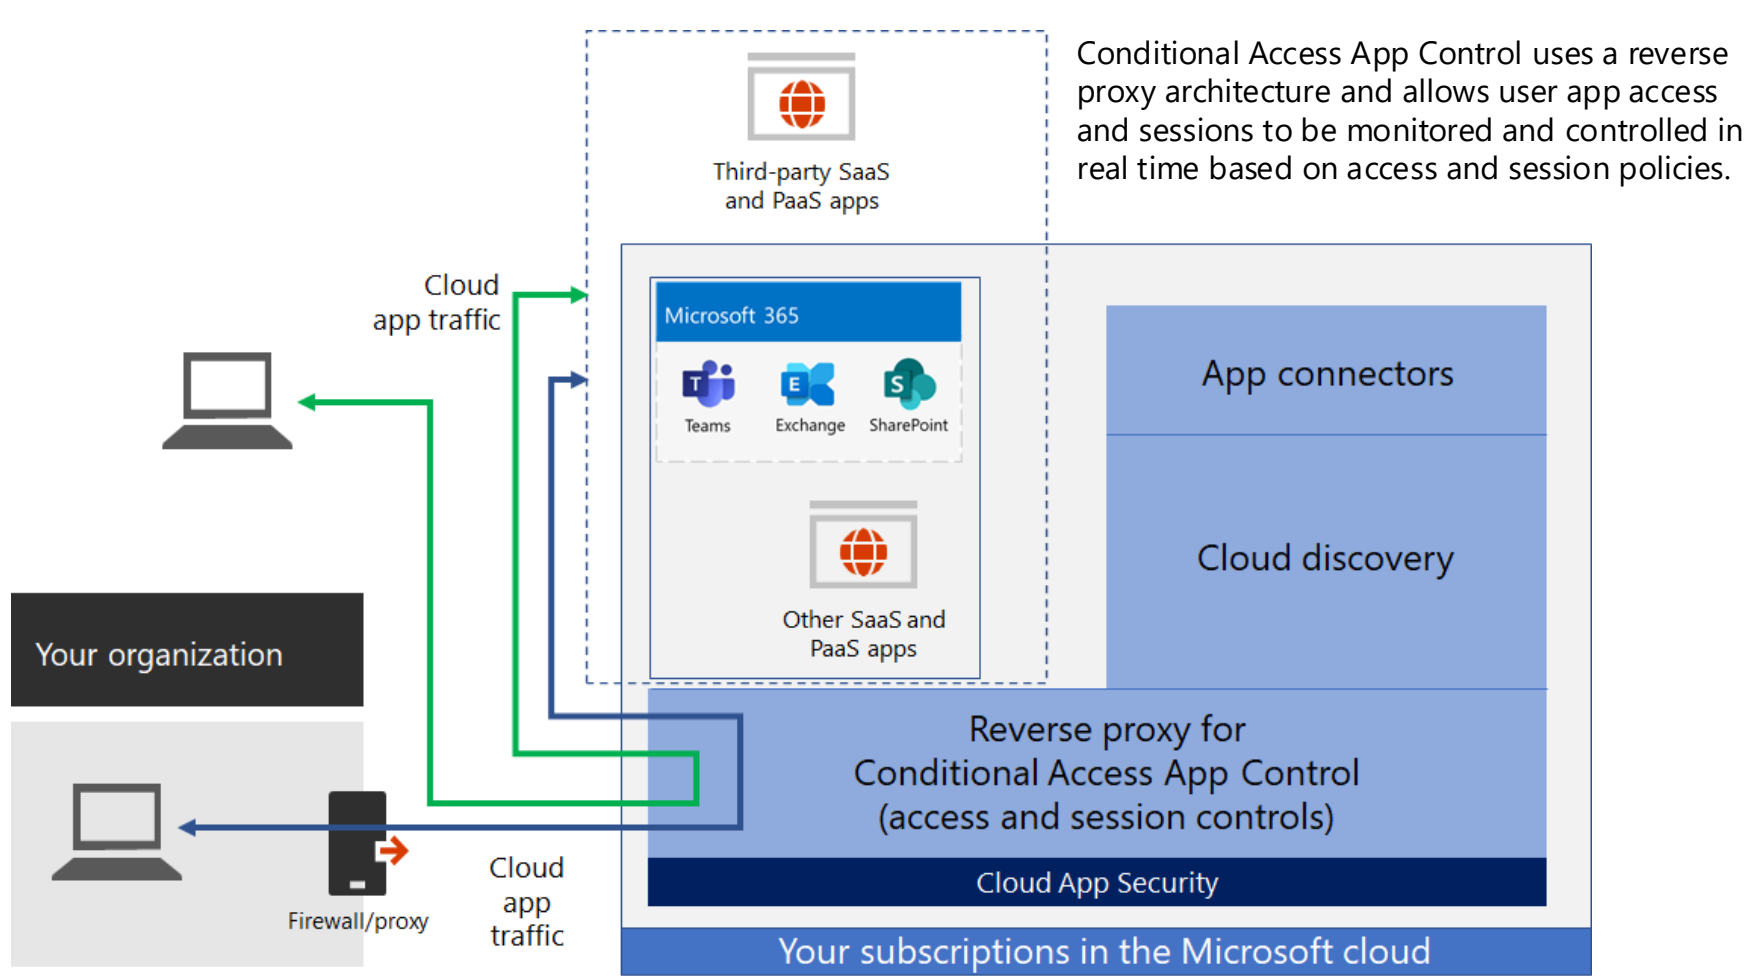 Conditional Access App Control uses a reverse
proxy architecture and allows user app access
and sessions to be monitored and controlled in
real time based on access and session policies.
Third-party SaaS
and PaaS apps
Cloud
app traffic
Microsoft 365
T
E
S
Teams
Exchange
SharePoint
App connectors
Cloud discovery
Other SaaS and
PaaS apps
Your organization
Reverse proxy for
Conditional Access App Control
(access and session controls)
Cloud
app
traffic
Firewall/proxy
Cloud App Security
Your subscriptions in the Microsoft cloud